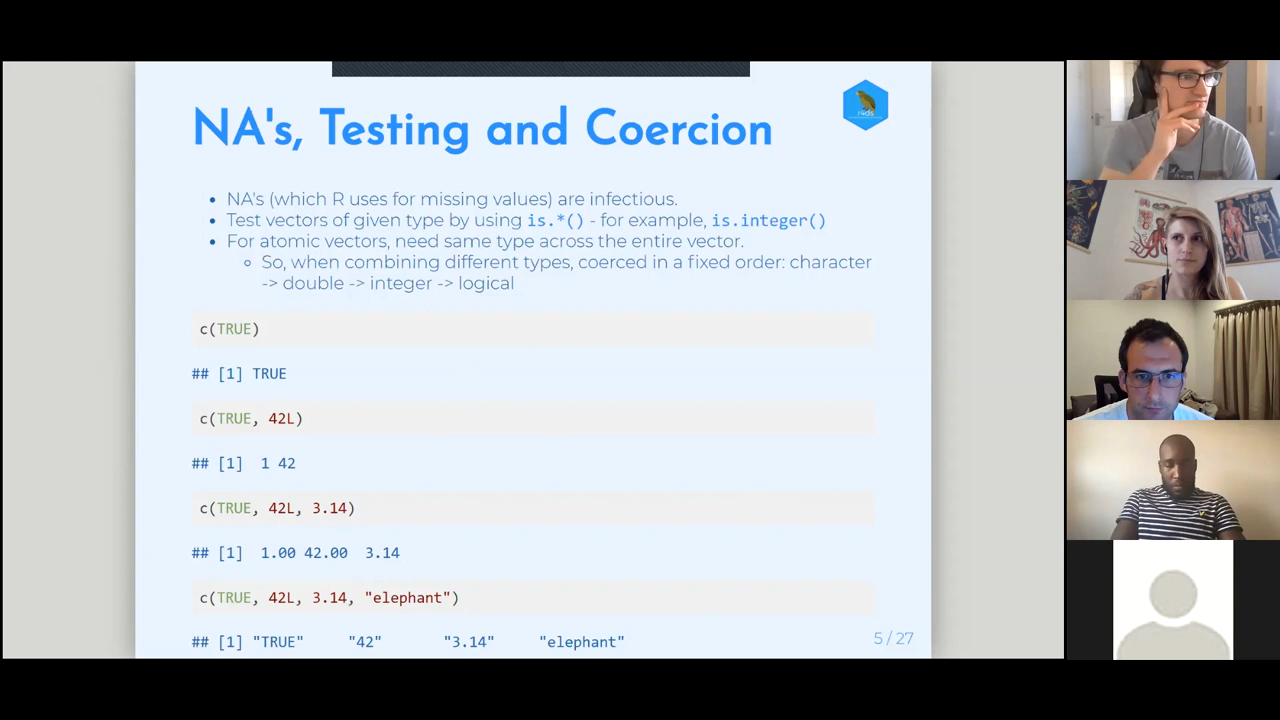 NA's, Testing and Coercion
r4ds
NA's (which R uses for missing values) are infectious.
Test vectors of given type by using is.*() - for example, is.integer()
For atomic vectors, need same type across the entire vector.
So, when combining different types, coerced in a fixed order: character
-> double -> integer -> logical
c(TRUE)
## [1] TRUE
c(TRUE, 42L)
## [1]  1 42
c(TRUE, 42L, 3.14)
## [1]  1.00 42.00  3.14
c(TRUE, 42L, 3.14, "elephant")
## [1] "TRUE"     "42"       "3.14"     "elephant"
5 / 27